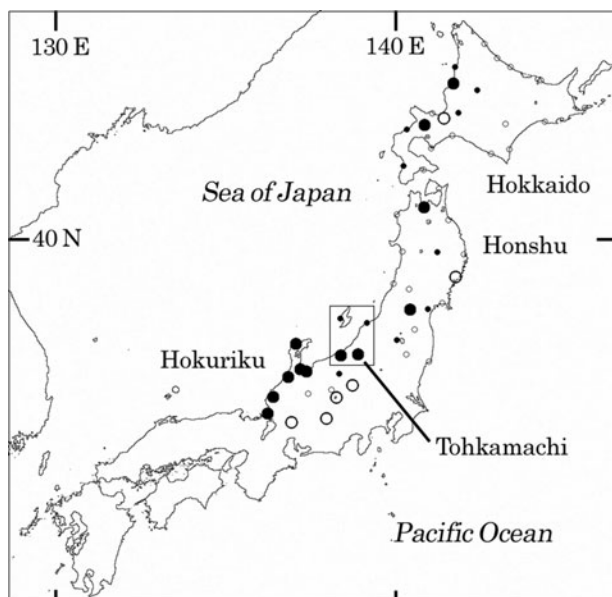 130 E
140 E
Sea of Japan
Hokkaido
40 N
Honshu
Hokuriku
Tohkamachi
Pacific Ocean